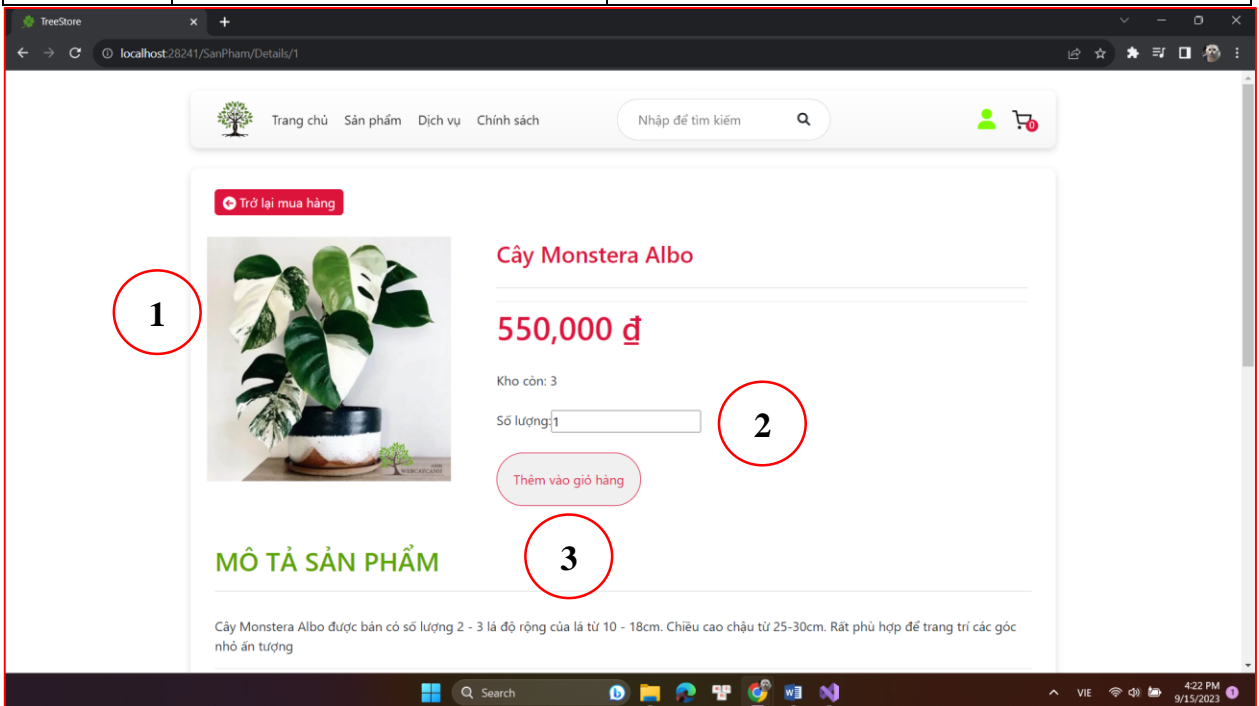 TreeStore
localhost:28241/SanPham/Details/1
Trang chủ Sản phẩm Dịch vụ Chính sách Nhập để tìm kiếm 0
Trở lại mua hàng
Cây Monstera Albo
1
550,000 ₫
Kho còn: 3
Số lượng:1
2
WEBCAYCANH
Thêm vào giỏ hàng
3
MÔ TẢ SẢN PHẨM
Cây Monstera Albo được bán có số lượng 2 - 3 lá độ rộng của lá từ 10 - 18cm. Chiều cao chậu từ 25-30cm. Rất phù hợp để trang trí các góc
nhỏ ấn tượng
Search
VIE
4:22 PM
9/15/2023
1